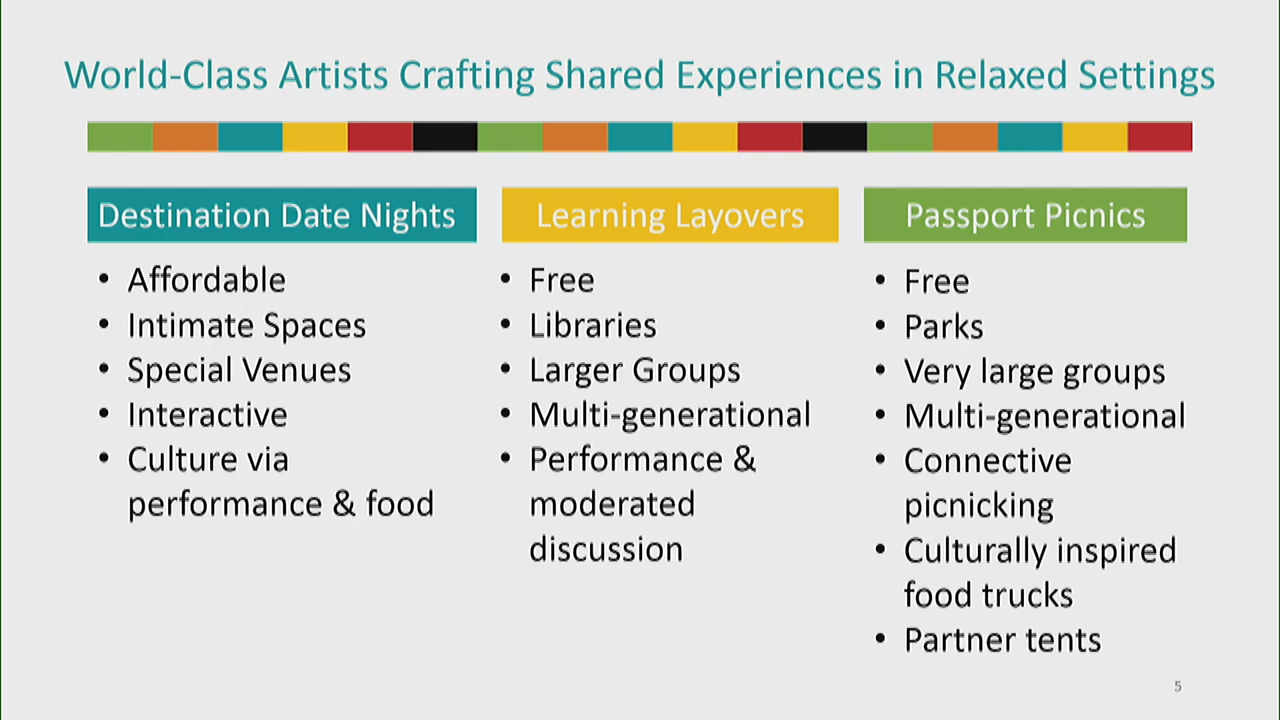 World-Class Artists Crafting Shared Experiences in Relaxed Settings
Destination Date Nights
• Affordable
• Intimate Spaces
• Special Venues
• Interactive
• Culture via
performance & food
Learning Layovers
• Free
• Libraries
• Larger Groups
• Multi-generational
• Performance &
moderated
discussion
Passport Picnics
• Free
• Parks
• Very large groups
• Multi-generational
• Connective
picnicking
• Culturally inspired
food trucks
• Partner tents
5